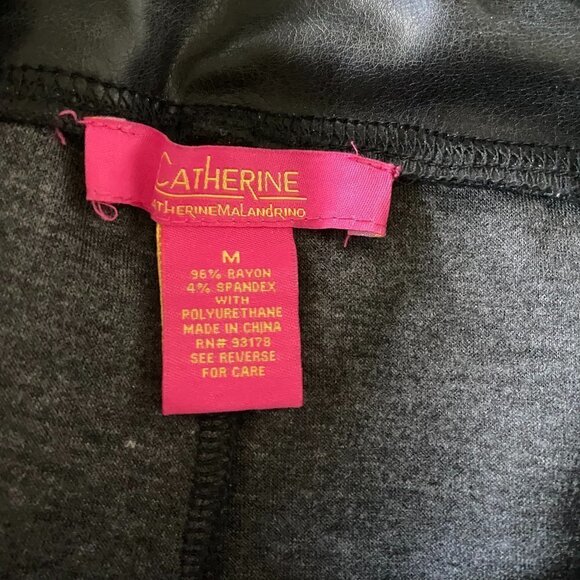 CATHERINE
CATHERINEMALANDRINO
M
96% RAYON
4% SPANDEX
WITH
POLYURETHANE
MADE IN CHINA
RN# 93178
SEE REVERSE
FOR CARE